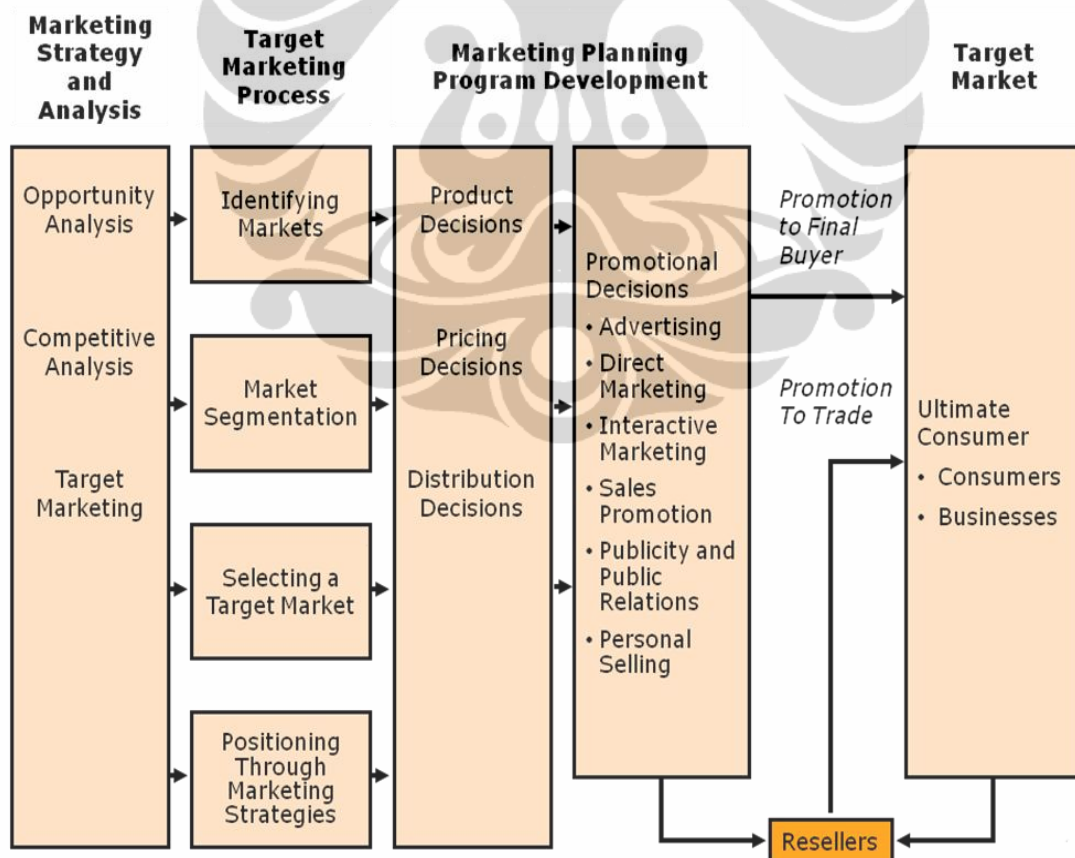 Marketing
Strategy
and
Analysis
Target
Marketing
Process
Marketing Planning
Program Development
Target
Market
Opportunity
Analysis
Competitive
Analysis
Target
Marketing
Identifying
Markets
Market
Segmentation
Selecting a
Target Market
Positioning
Through
Marketing
Strategies
Product
Decisions
Pricing
Decisions
Distribution
Decisions
Promotional
Decisions
• Advertising
• Direct
Marketing
• Interactive
Marketing
• Sales
Promotion
• Publicity and
Public
Relations
• Personal
Selling
Promotion
to Final
Buyer
Promotion
To Trade
Resellers
Ultimate
Consumer
• Consumers
• Businesses